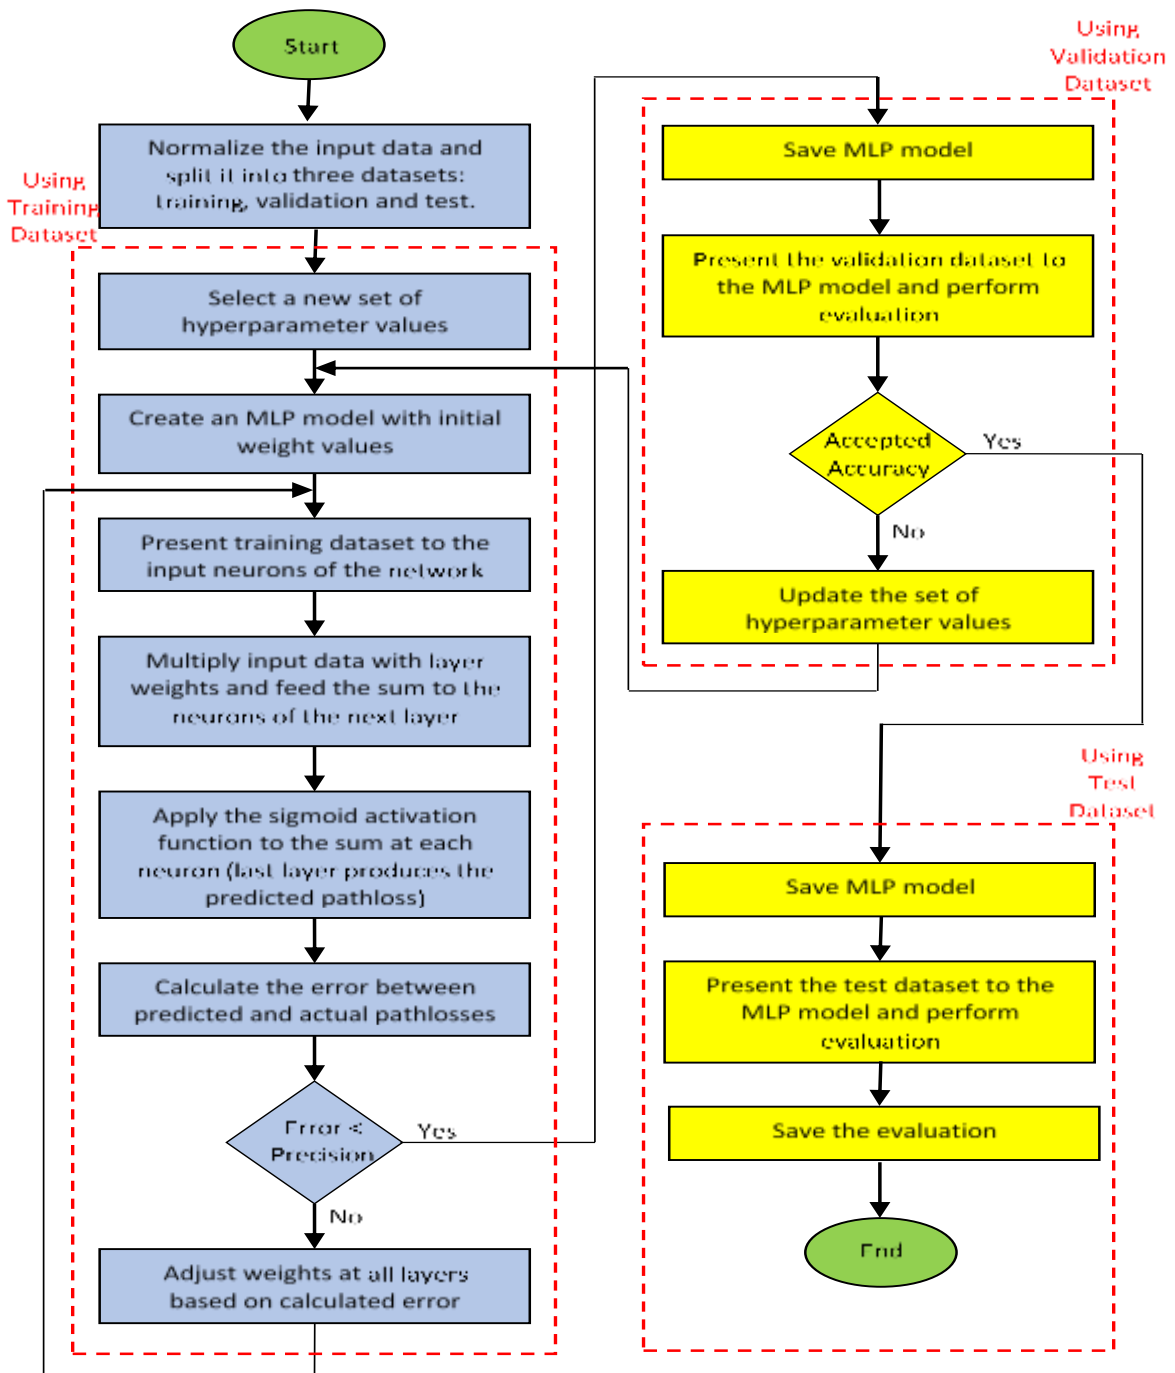 Start
Normalize the input data and
split it into three datasets:
training, validation and test.
Using
Training
Dataset
Select a new set of
hyperparameter values
Create an MLP model with initial
weight values
Present training dataset to the
input neurons of the network
Multiply input data with layer
weights and feed the sum to the
neurons of the next layer
Apply the sigmoid activation
function to the sum at each
neuron (last layer produces the
predicted pathloss)
Calculate the error between
predicted and actual pathlosses
Error <
Precision
Yes
No
Adjust weights at all layers
based on calculated error
Using
Validation
Dataset
Save MLP model
Present the validation dataset to
the MLP model and perform
evaluation
Accepted
Accuracy
Yes
No
Update the set of
hyperparameter values
Using
Test
Dataset
Save MLP model
Present the test dataset to the
MLP model and perform
evaluation
Save the evaluation
End